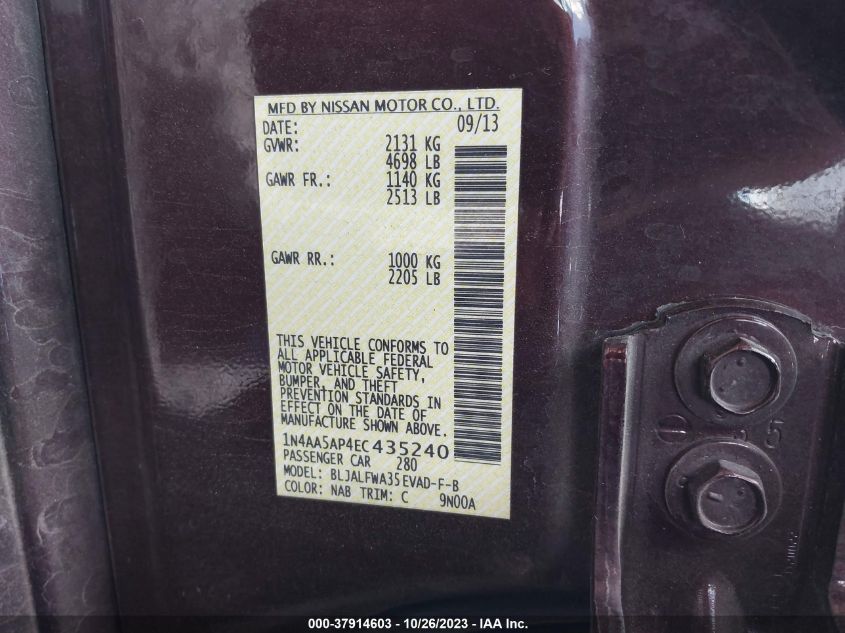 MFD BY NISSAN MOTOR CO., LTD.
DATE: 09/13
GVWR: 2131 KG
4698 LB
GAWR FR.: 1140 KG
2513 LB
GAWR RR.: 1000 KG
2205 LB
THIS VEHICLE CONFORMS TO
ALL APPLICABLE FEDERAL
MOTOR VEHICLE SAFETY,
BUMPER, AND THEFT
PREVENTION STANDARDS IN
EFFECT ON THE DATE OF
MANUFACTURE SHOWN ABOVE.
1N4AA5AP4EC435240
PASSENGER CAR 280
MODEL: BLJALFWA35EVAD-F-B
COLOR: NAB TRIM: C 9N00A
5
000-37914603 - 10/26/2023 - IAA Inc.